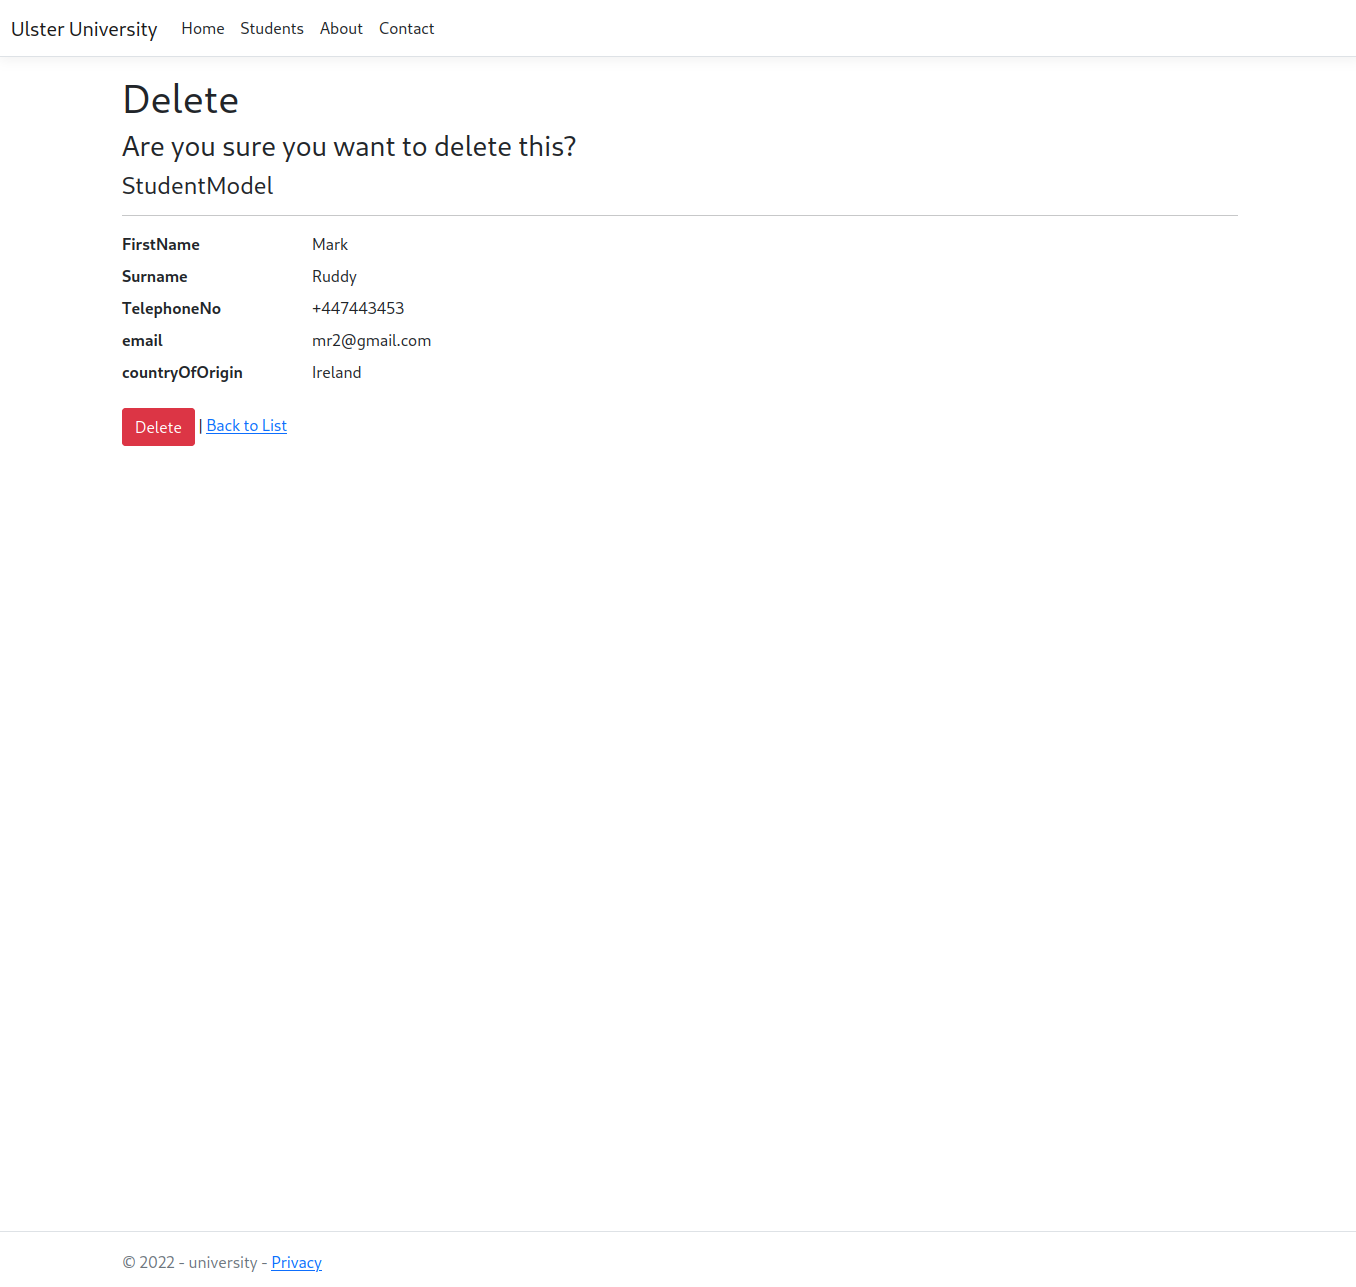 Ulster University Home Students About Contact
Delete
Are you sure you want to delete this?
StudentModel
FirstName Mark
Surname Ruddy
TelephoneNo +447443453
email mr2@gmail.com
countryOfOrigin Ireland
Delete | Back to List
© 2022 - university - Privacy